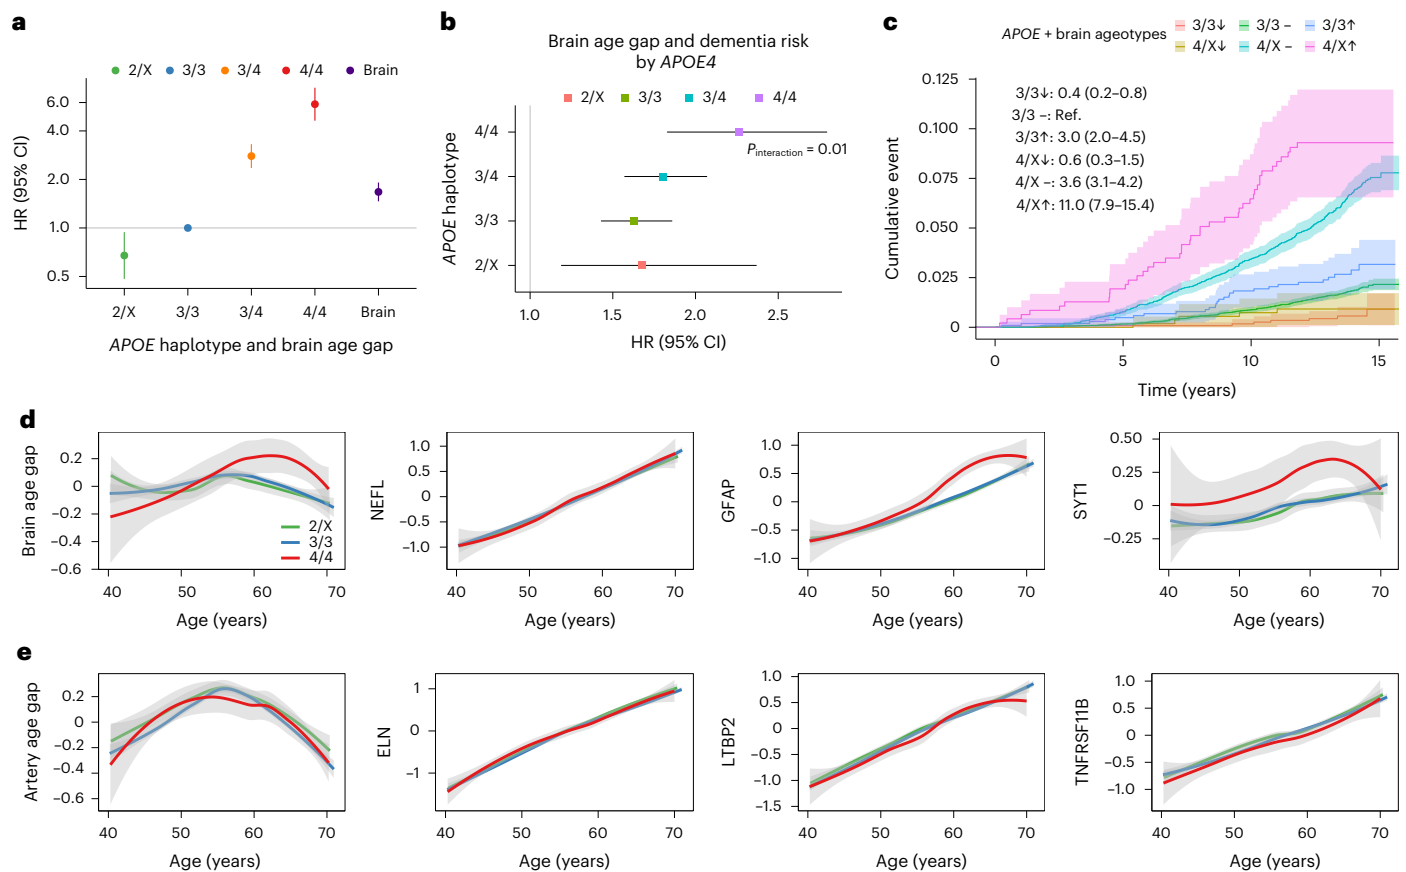 a
2/X 3/3 3/4 4/4 Brain
HR (95% CI)
6.0
4.0
2.0
1.0
0.5
2/X 3/3 3/4 4/4 Brain
APOE haplotype and brain age gap
b
Brain age gap and dementia risk
by APOE4
2/X 3/3 3/4 4/4
APOE haplotype
4/4
3/4
3/3
2/X
Pinteraction = 0.01
1.0 1.5 2.0 2.5
HR (95% CI)
c
APOE + brain ageotypes
3/3↓ 3/3 – 3/3↑
4/X↓ 4/X – 4/X↑
Cumulative event
0.125
0.100
0.075
0.050
0.025
0
3/3↓: 0.4 (0.2–0.8)
3/3 –: Ref.
3/3↑: 3.0 (2.0–4.5)
4/X↓: 0.6 (0.3–1.5)
4/X –: 3.6 (3.1–4.2)
4/X↑: 11.0 (7.9–15.4)
0 5 10 15
Time (years)
d
Brain age gap
0.2
0
–0.2
–0.4
–0.6
2/X
3/3
4/4
40 50 60 70
Age (years)
NEFL
1.0
0.5
0
–0.5
–1.0
40 50 60 70
Age (years)
GFAP
1.0
0.5
0
–0.5
–1.0
40 50 60 70
Age (years)
SYT1
0.50
0.25
0
–0.25
40 50 60 70
Age (years)
e
Artery age gap
0.2
0
–0.2
–0.4
–0.6
40 50 60 70
Age (years)
ELN
1
0
–1
40 50 60 70
Age (years)
LTBP2
1.0
0.5
0
–0.5
–1.0
–1.5
40 50 60 70
Age (years)
TNFRSF11B
1.0
0.5
0
–0.5
–1.0
40 50 60 70
Age (years)